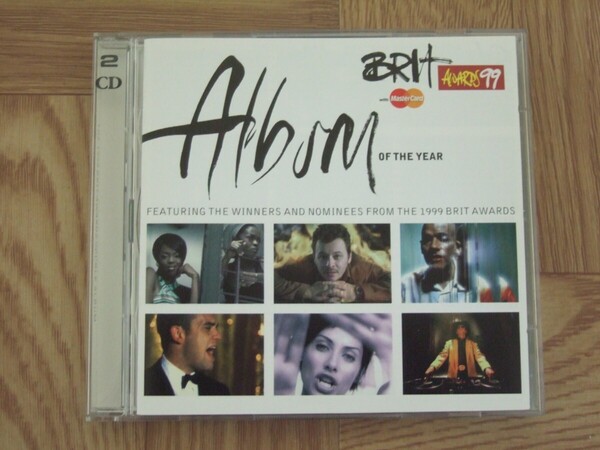 2
CD
BRIT
AWARDS 99
with MasterCard
Album
OF THE YEAR
FEATURING THE WINNERS AND NOMINEES FROM THE 1999 BRIT AWARDS